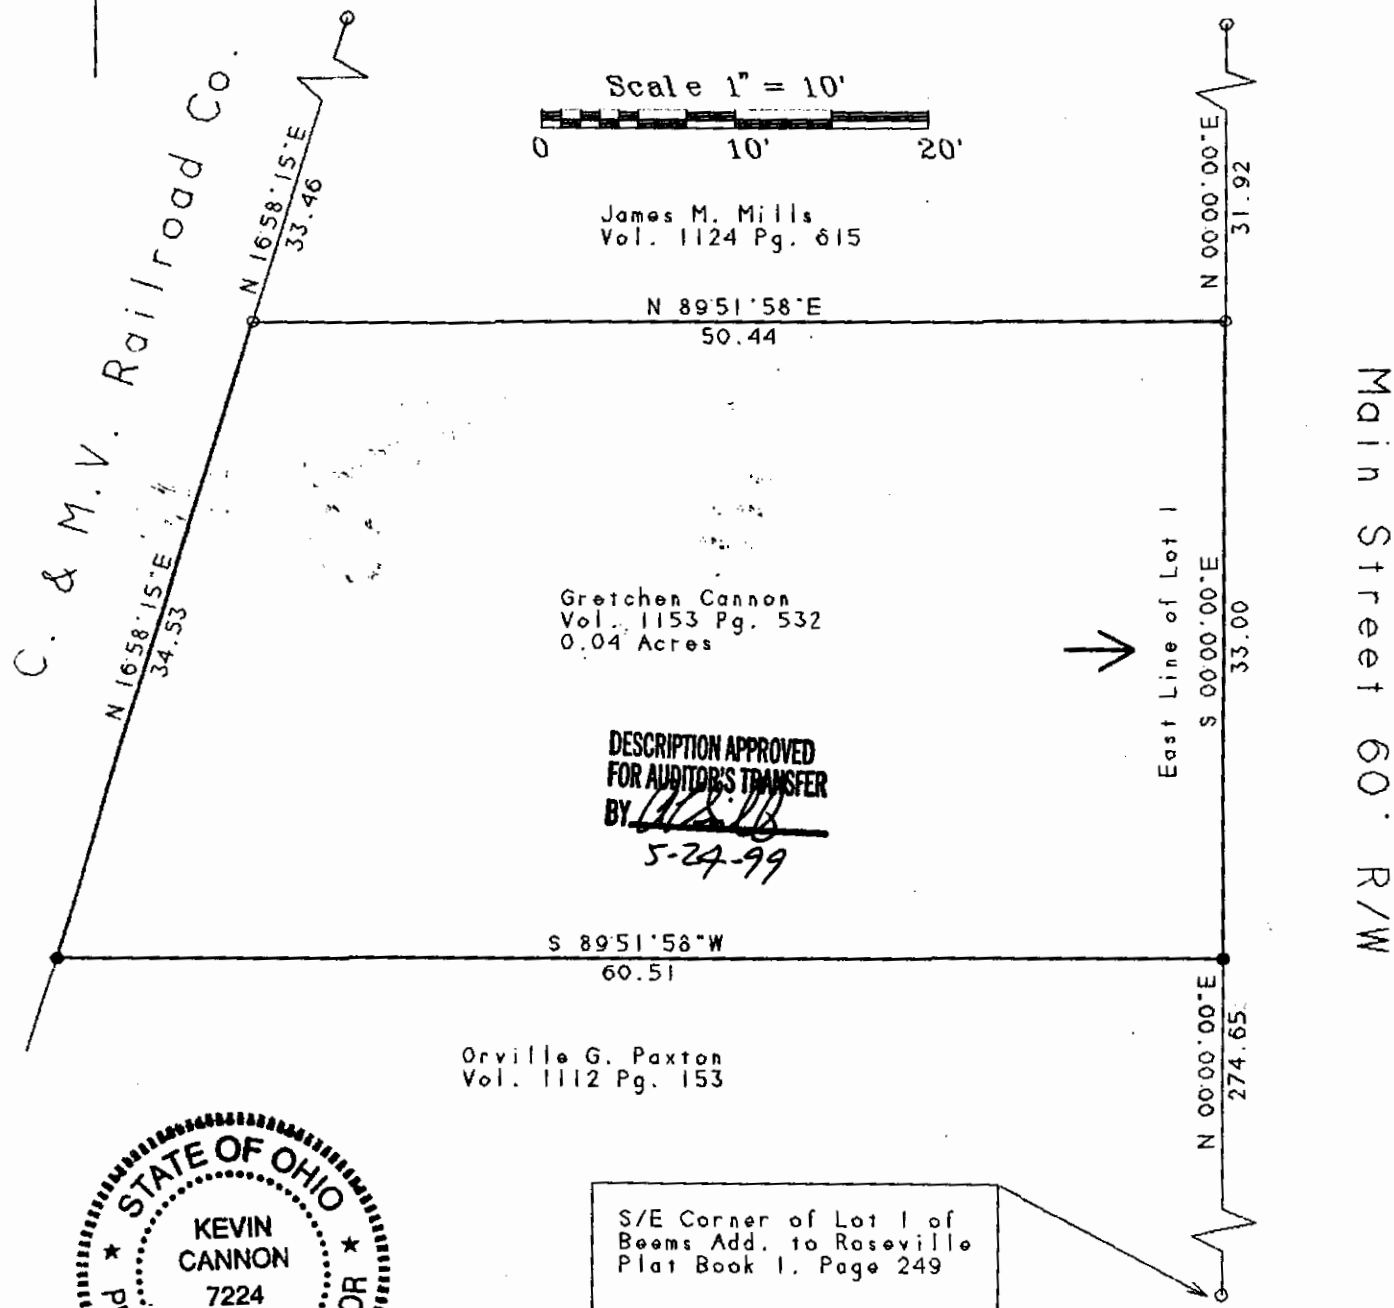 C. & M.V. Railroad Co.
Scale 1" = 10'
0 10' 20'
N 16°58'15"E
33.46
N 00°00'00"E
31.92
James M. Mills
Vol. 1124 Pg. 615
N 89°51'58"E
50.44
Main Street 60' R/W
N 16°58'15"E
34.53
Gretchen Cannon
Vol. 1153 Pg. 532
0.04 Acres
East Line of Lot 1
S 00°00'00"E
33.00
DESCRIPTION APPROVED
FOR AUDITOR'S TRANSFER
BY
5-24-99
S 89°51'58"W
60.51
N 00°00'00"E
274.65
Orville G. Paxton
Vol. 1112 Pg. 153
STATE OF OHIO
KEVIN
CANNON
7224
S/E Corner of Lot 1 of
Beems Add. to Roseville
Plat Book 1, Page 249